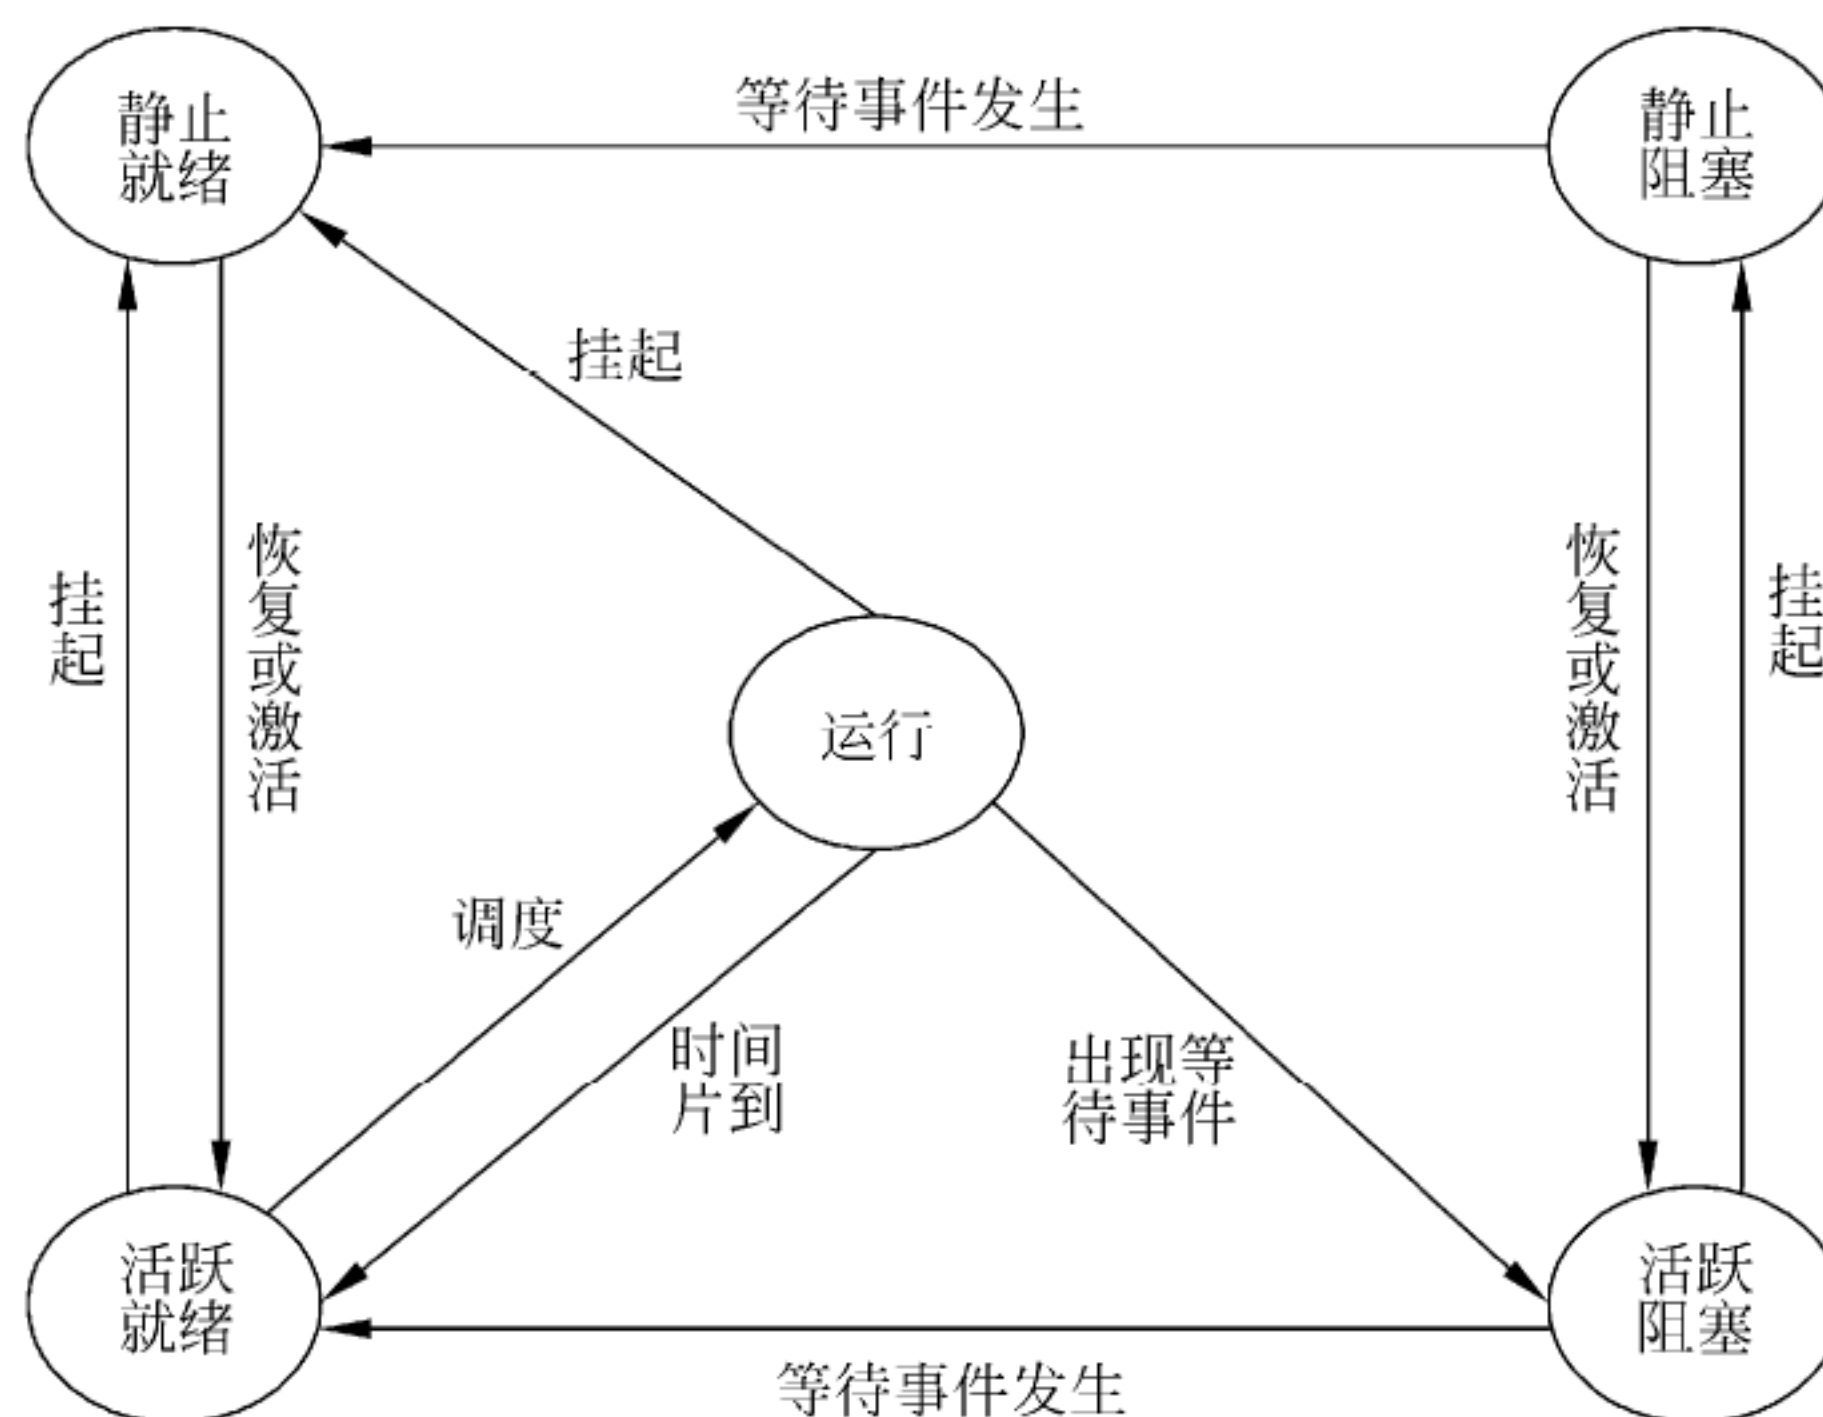 等待事件发生
静止
就绪
静止
阻塞
挂起
挂起
恢复或激活
恢复或激活
挂起
运行
调度
时间
片到
出现等
待事件
活跃
就绪
活跃
阻塞
等待事件发生